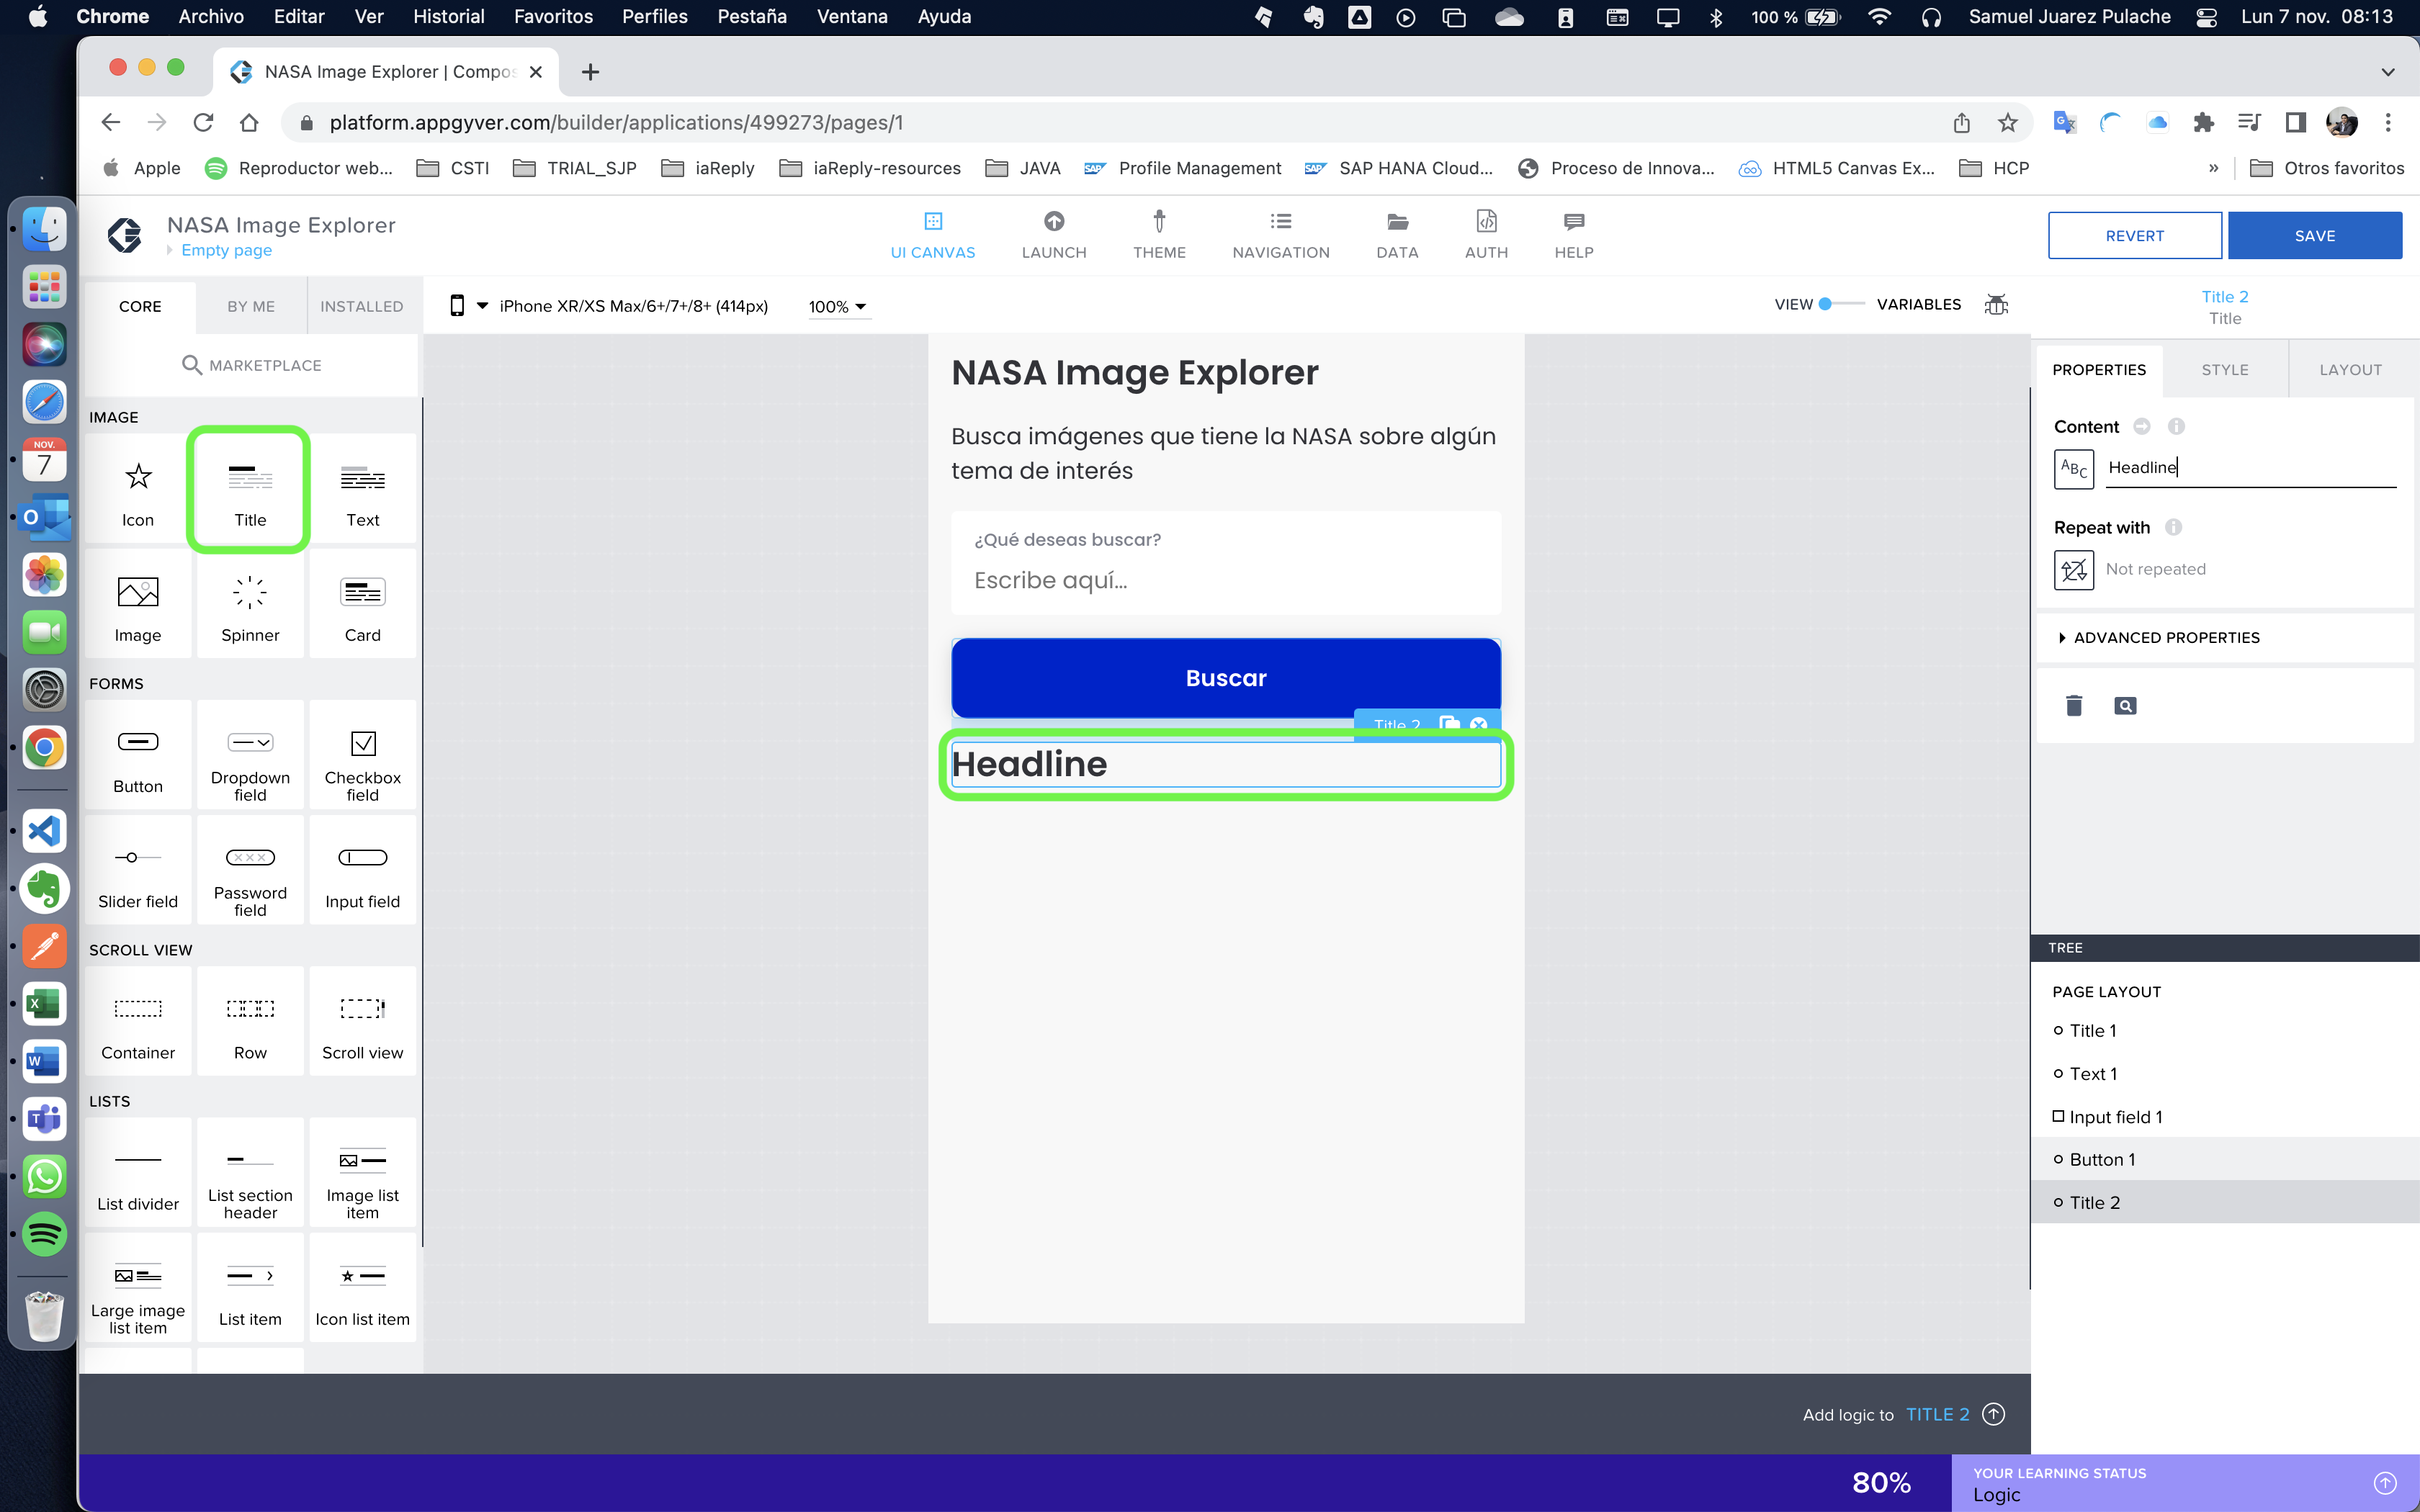 Chrome Archivo Editar Ver Historial Favoritos Perfiles Pestaña Ventana Ayuda 100 % Samuel Juarez Pulache Lun 7 nov. 08:13
NASA Image Explorer | Compos
platform.appgyver.com/builder/applications/499273/pages/1
Apple Reproductor web... CSTI TRIAL_SJP iaReply iaReply-resources JAVA SAP Profile Management SAP SAP HANA Cloud... Proceso de Innova... HTML5 Canvas Ex... HCP » Otros favoritos
NASA Image Explorer
Empty page
UI CANVAS LAUNCH THEME NAVIGATION DATA AUTH HELP
REVERT SAVE
CORE BY ME INSTALLED
iPhone XR/XS Max/6+/7+/8+ (414px) 100%
VIEW VARIABLES
Title 2
Title
MARKETPLACE
IMAGE
Icon Title Text
Image Spinner Card
FORMS
Button Dropdown field Checkbox field
Slider field Password field Input field
SCROLL VIEW
Container Row Scroll view
LISTS
List divider List section header Image list item
Large image list item List item Icon list item
NASA Image Explorer
Busca imágenes que tiene la NASA sobre algún
tema de interés
¿Qué deseas buscar?
Escribe aquí...
Buscar
Title 2
Headline
PROPERTIES STYLE LAYOUT
Content
ABC Headline
Repeat with
Not repeated
ADVANCED PROPERTIES
TREE
PAGE LAYOUT
Title 1
Text 1
Input field 1
Button 1
Title 2
Add logic to TITLE 2
80%
YOUR LEARNING STATUS
Logic
NOV.
7